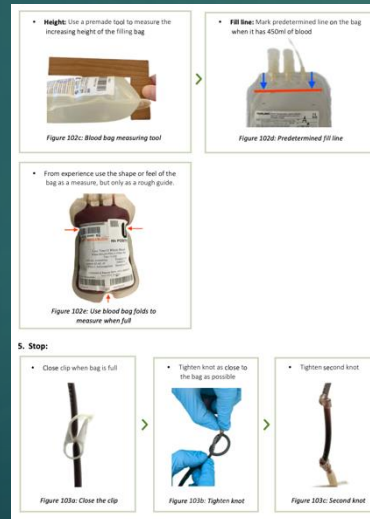 • Height: Use a premade tool to measure the
increasing height of the filling bag
Figure 102c: Blood bag measuring tool
• Fill line: Mark predetermined line on the bag
when it has 450ml of blood
Figure 102d: Predetermined fill line
• From experience use the shape or feel of the
bag as a measure, but only as a rough guide.
Figure 102e: Use blood bag folds to
measure when full
5. Stop:
• Close clip when bag is full
Figure 103a: Close the clip
• Tighten knot as close to
the bag as possible
Figure 103b: Tighten knot
• Tighten second knot
Figure 103c: Second knot